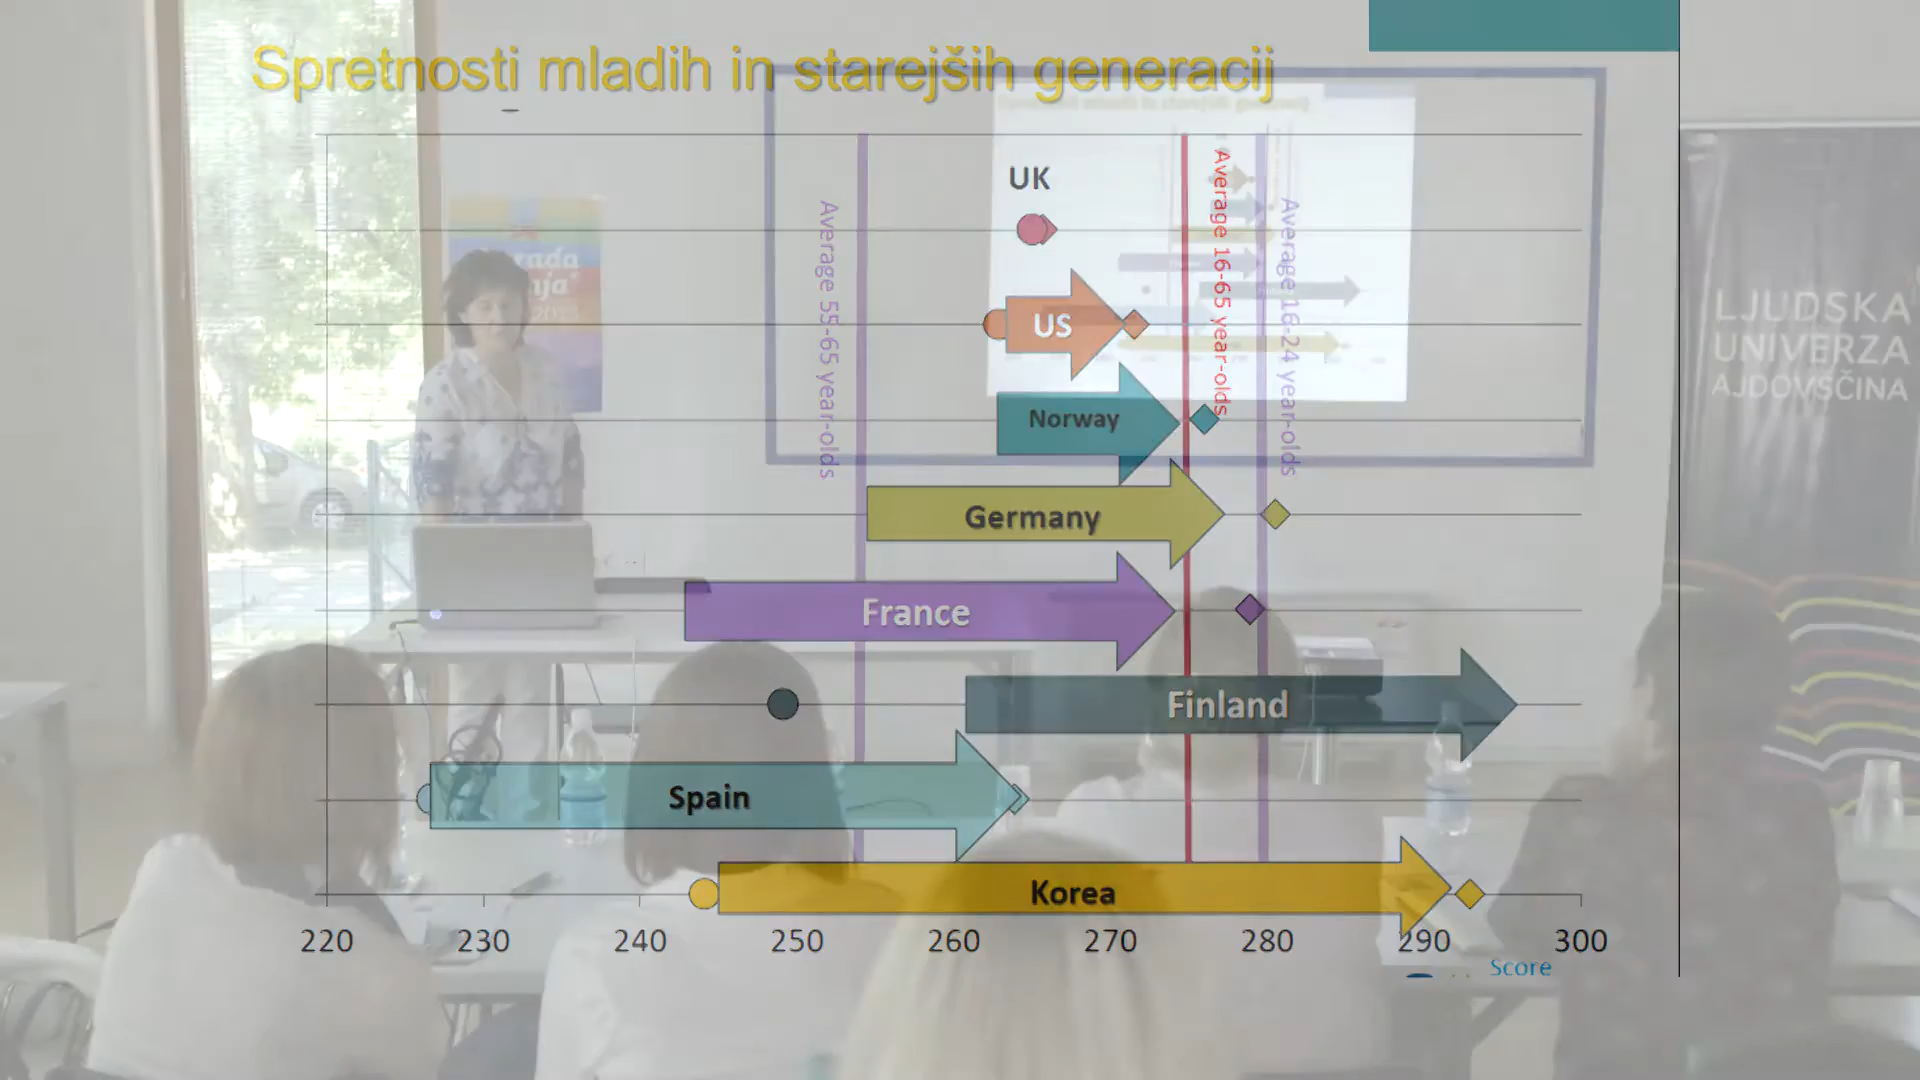 Spretnosti mladih in starejših generacij
UK
US
Norway
Germany
France
Finland
Spain
Korea
Average 55-65 year-olds
Average 16-65 year-olds
Average 16-24 year-olds
220 230 240 250 260 270 280 290 300
Score
LJUDSKA
UNIVERZA
AJDOVŠČINA